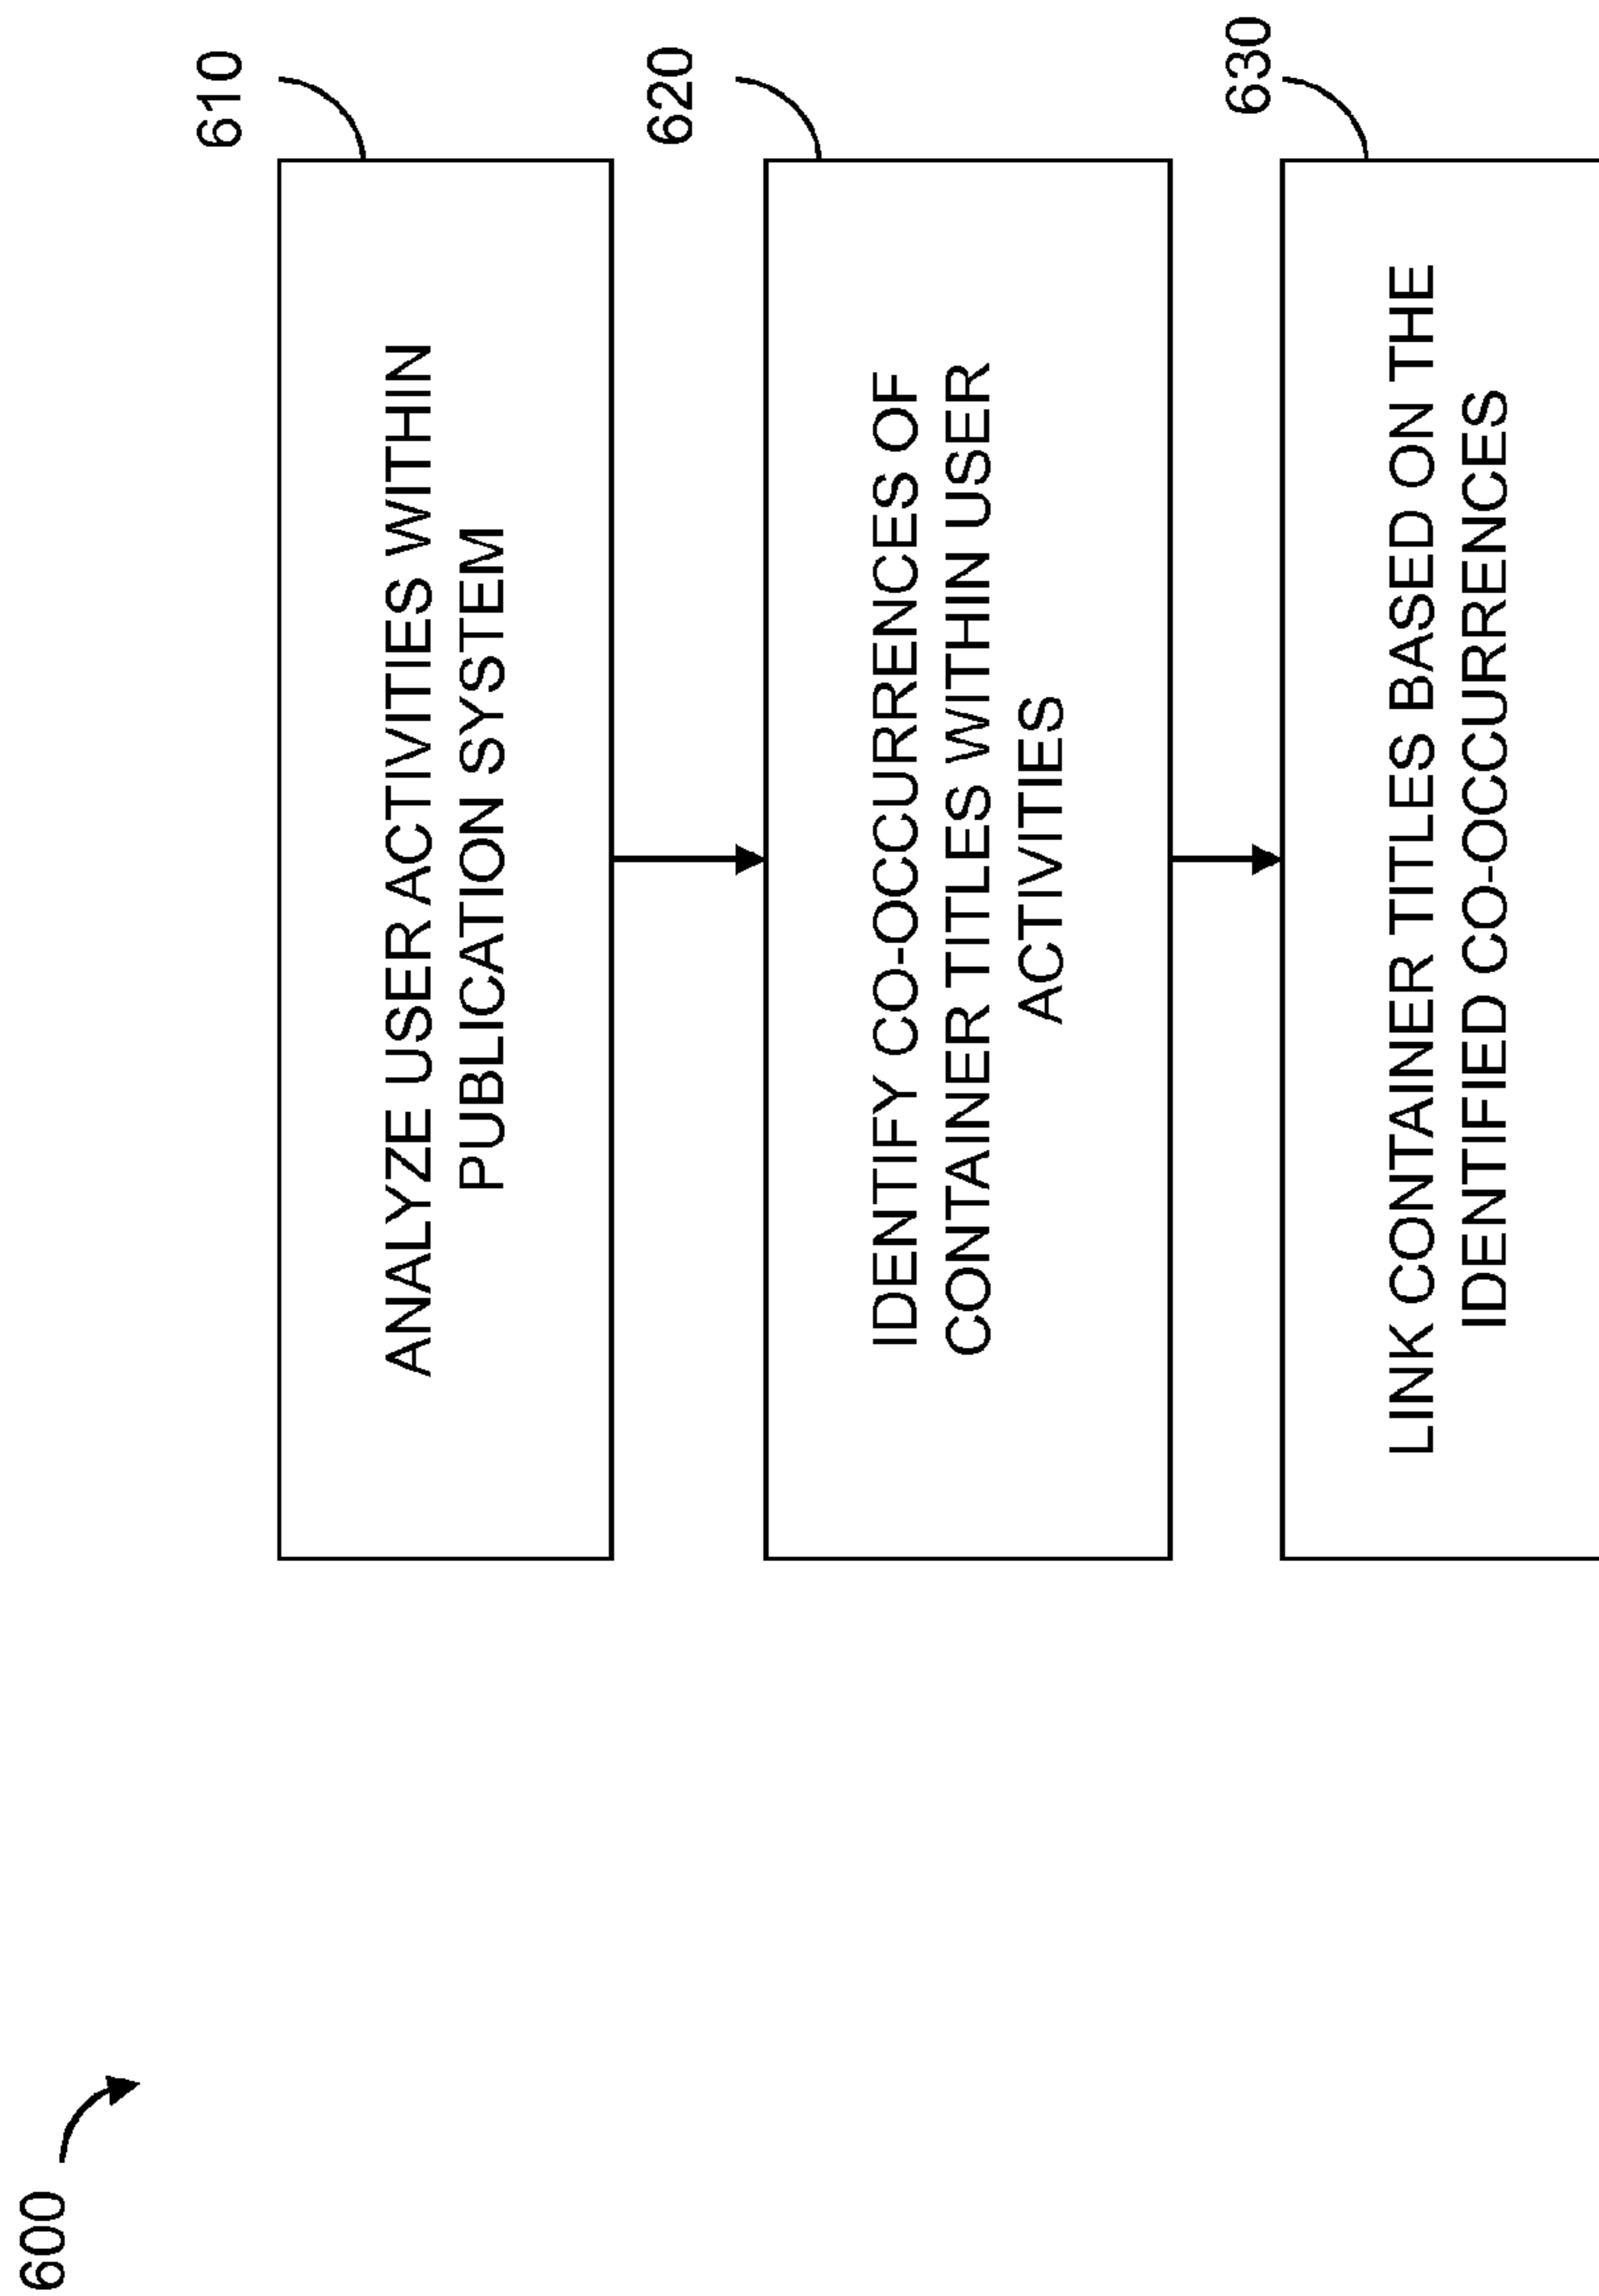 600
610
ANALYZE USER ACTIVITIES WITHIN
PUBLICATION SYSTEM
620
IDENTIFY CO-OCCURRENCES OF
CONTAINER TITLES WITHIN USER
ACTIVITIES
630
LINK CONTAINER TITLES BASED ON THE
IDENTIFIED CO-OCCURRENCES